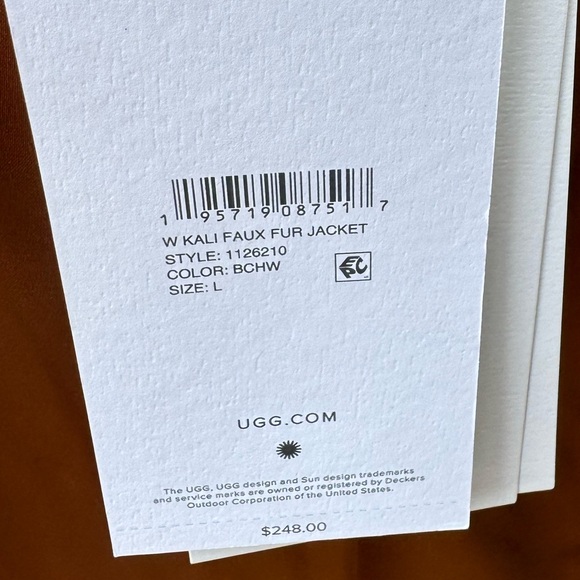 1 95719 08751 7
W KALI FAUX FUR JACKET
STYLE: 1126210
COLOR: BCHW
SIZE: L
EPC
UGG.COM
The UGG, UGG design and Sun design trademarks
and service marks are owned or registered by Deckers
Outdoor Corporation of the United States.
$248.00